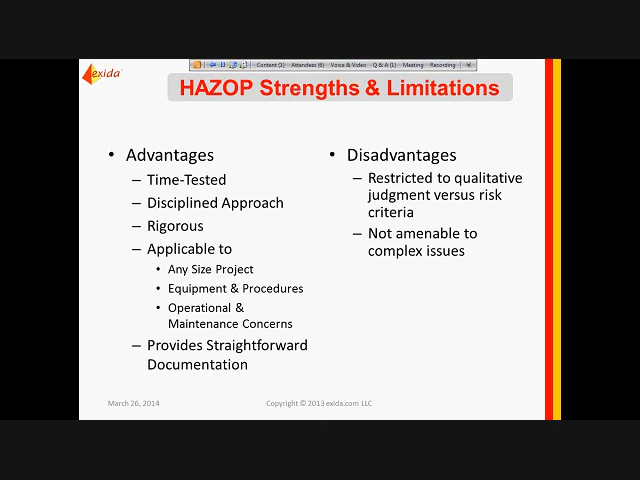 Content (1) Attendees (6) Voice & Video Q & A (1) Meeting Recording
exida
HAZOP Strengths & Limitations
• Advantages
– Time-Tested
– Disciplined Approach
– Rigorous
– Applicable to
• Any Size Project
• Equipment & Procedures
• Operational &
Maintenance Concerns
– Provides Straightforward
Documentation
• Disadvantages
– Restricted to qualitative
judgment versus risk
criteria
– Not amenable to
complex issues
March 26, 2014
Copyright © 2013 exida.com LLC